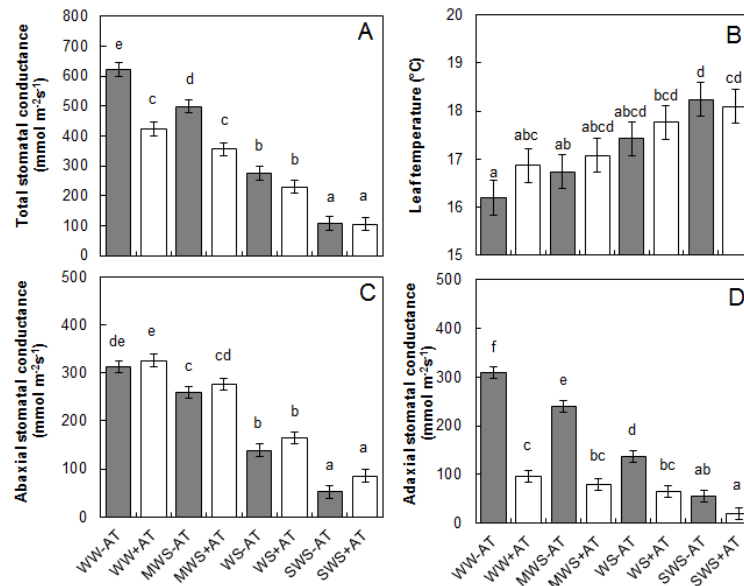 A
Total stomatal conductance
(mmol m-2s-1)
800
700
600
500
400
300
200
100
0
e
c
d
c
b
b
a
a
B
Leaf temperature (°C)
20
19
18
17
16
15
a
abc
ab
abcd
abcd
bcd
d
cd
C
Abaxial stomatal conductance
(mmol m-2s-1)
500
400
300
200
100
0
de
e
c
cd
b
b
a
a
WW-AT
WW+AT
MWS-AT
MWS+AT
WS-AT
WS+AT
SWS-AT
SWS+AT
D
Adaxial stomatal conductance
(mmol m-2s-1)
500
400
300
200
100
0
f
c
e
bc
d
bc
ab
a
WW-AT
WW+AT
MWS-AT
MWS+AT
WS-AT
WS+AT
SWS-AT
SWS+AT